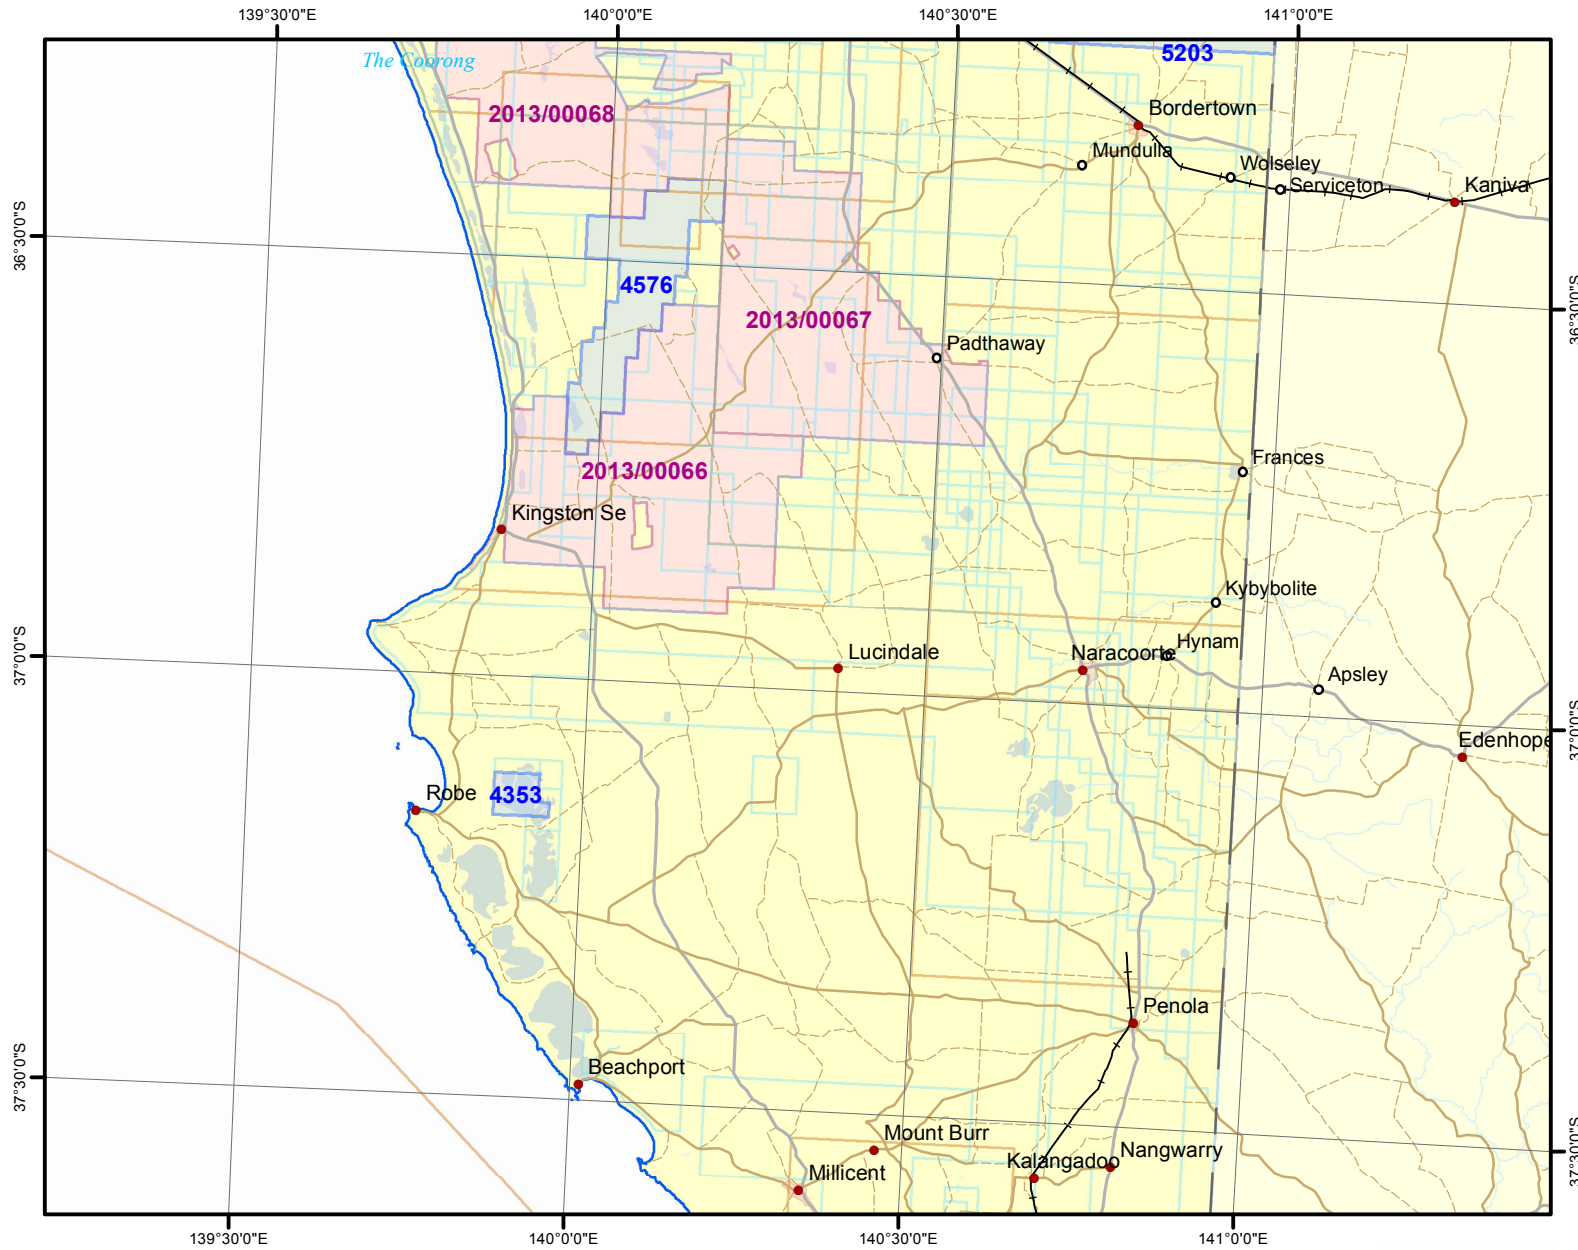 139°30'0"E
140°0'0"E
140°30'0"E
141°0'0"E
The Coorong
5203
2013/00068
Bordertown
Mundulla
Wolseley
Serviceton
Kaniva
36°30'0"S
4576
2013/00067
36°30'0"S
Padthaway
Frances
2013/00066
Kingston Se
Kybybolite
37°0'0"S
Lucindale
Naracoorte
Hynam
Apsley
37°0'0"S
Edenhope
Robe
4353
Penola
37°30'0"S
Beachport
Mount Burr
Kalangadoo
Nangwarry
37°30'0"S
Millicent
139°30'0"E
140°0'0"E
140°30'0"E
141°0'0"E